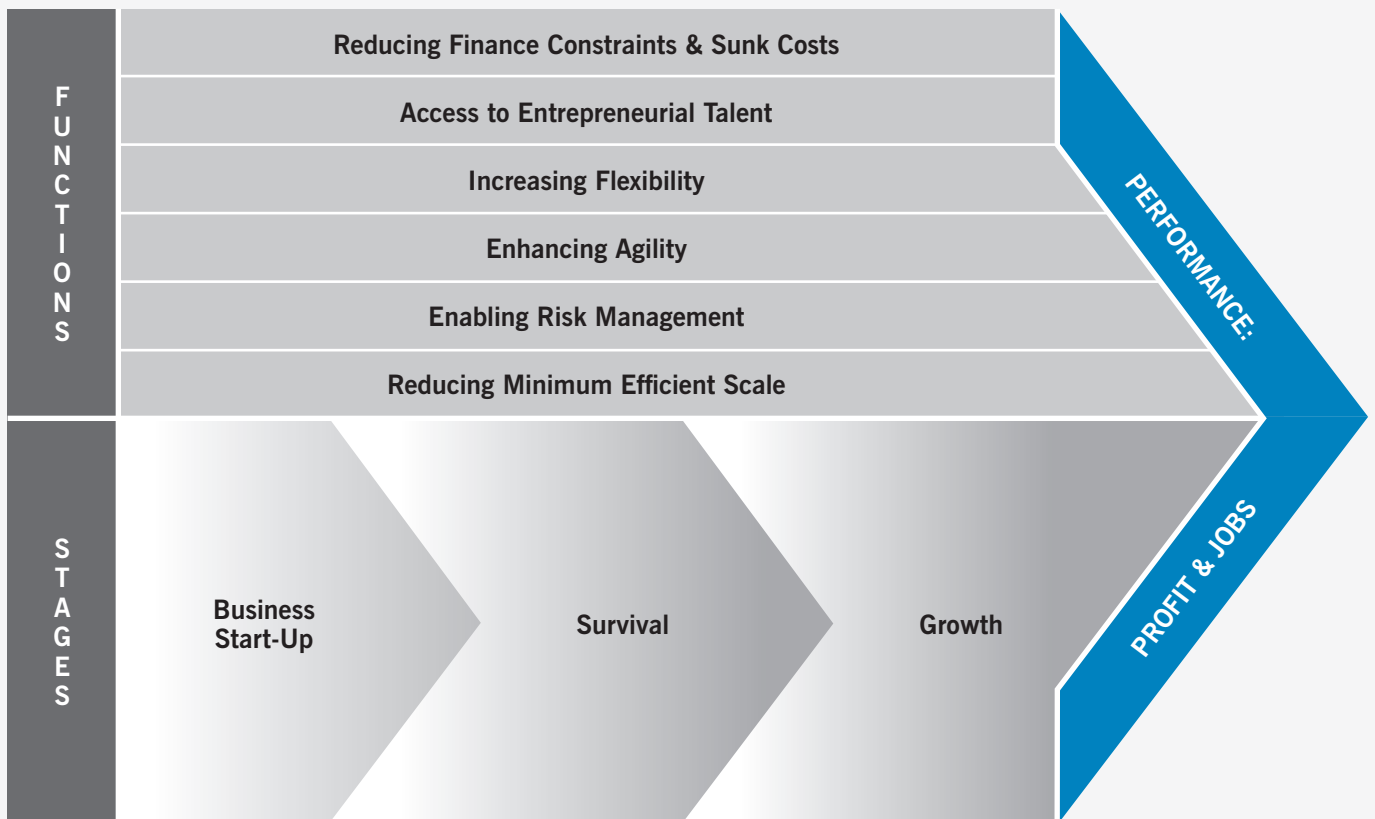 FUNCTIONS
Reducing Finance Constraints & Sunk Costs
Access to Entrepreneurial Talent
Increasing Flexibility
Enhancing Agility
Enabling Risk Management
Reducing Minimum Efficient Scale
PERFORMANCE:
STAGES
Business
Start-Up
Survival
Growth
PROFIT & JOBS